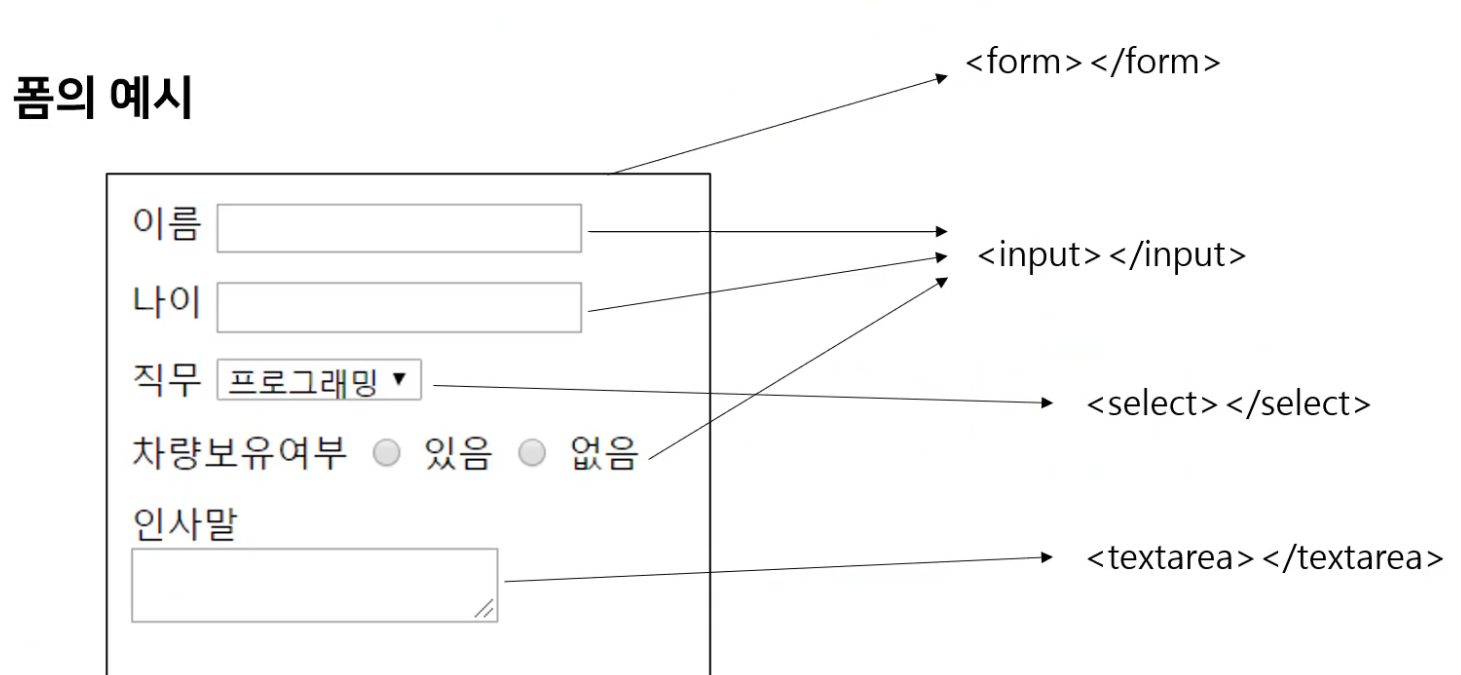 폼의 예시
<form></form>
이름
<input></input>
나이
직무 프로그래밍 ▼
<select></select>
차량보유여부 있음 없음
인사말
<textarea></textarea>